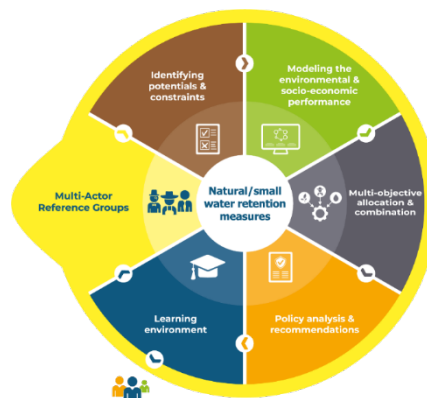 Identifying
potentials &
constraints
Modeling the
environmental &
socio-economic
performance
Multi-Actor
Reference Groups
Natural/small
water retention
measures
Multi-objective
allocation &
combination
Learning
environment
Policy analysis &
recommendations